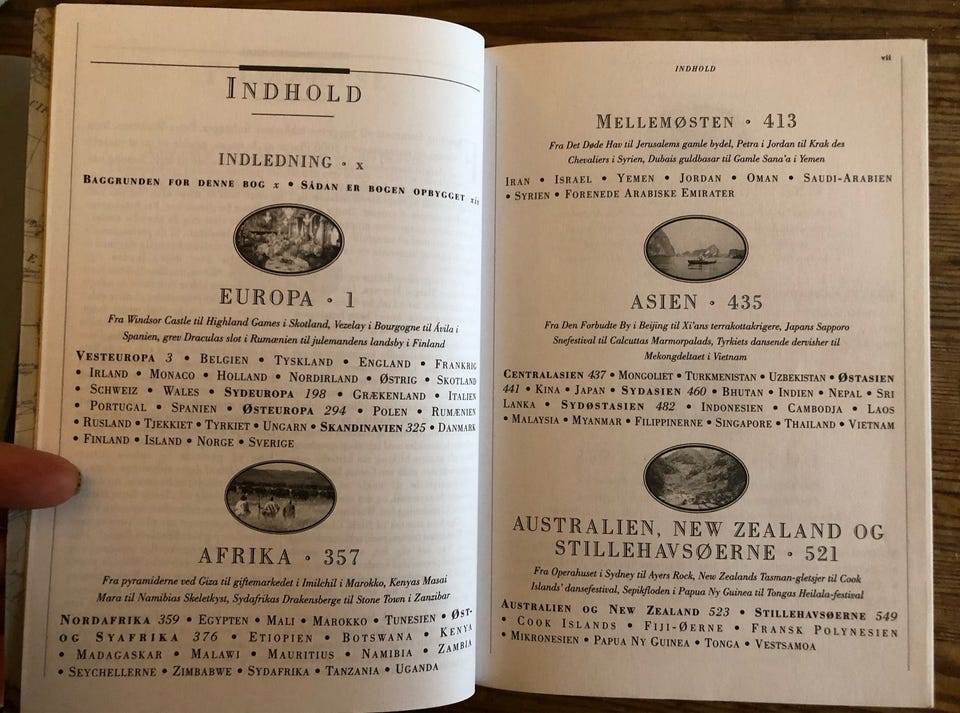 INDHOLD
INDLEDNING • x
BAGGRUNDEN FOR DENNE BOG x • SÅDAN ER BOGEN OPBYGGET xii
EUROPA • 1
Fra Windsor Castle til Highland Games i Skotland, Vezelay i Bourgogne til Ávila i
Spanien, grev Draculas slot i Rumænien til julemandens landsby i Finland
VESTEUROPA 3 • BELGIEN • TYSKLAND • ENGLAND • FRANKRIG
• IRLAND • MONACO • HOLLAND • NORDIRLAND • ØSTRIG • SKOTLAND
• SCHWEIZ • WALES • SYDEUROPA 198 • GRÆKENLAND • ITALIEN
• PORTUGAL • SPANIEN • ØSTEUROPA 294 • POLEN • RUMÆNIEN
• RUSLAND • TJEKKIET • TYRKIET • UNGARN • SKANDINAVIEN 325 • DANMARK
• FINLAND • ISLAND • NORGE • SVERIGE
AFRIKA • 357
Fra pyramiderne ved Giza til giftemarkedet i Imilchil i Marokko, Kenyas Masai
Mara til Namibias Skeletkyst, Sydafrikas Drakensberge til Stone Town i Zanzibar
NORDAFRIKA 359 • EGYPTEN • MALI • MAROKKO • TUNESIEN • ØST-
OG SYAFRIKA 376 • ETIOPIEN • BOTSWANA • KENYA
• MADAGASKAR • MALAWI • MAURITIUS • NAMIBIA • ZAMBIA
• SEYCHELLERNE • ZIMBABWE • SYDAFRIKA • TANZANIA • UGANDA
INDHOLD
vii
MELLEMØSTEN • 413
Fra Det Døde Hav til Jerusalems gamle bydel, Petra i Jordan til Krak des
Chevaliers i Syrien, Dubais guldbasar til Gamle Sana'a i Yemen
IRAN • ISRAEL • YEMEN • JORDAN • OMAN • SAUDI-ARABIEN
• SYRIEN • FORENEDE ARABISKE EMIRATER
ASIEN • 435
Fra Den Forbudte By i Beijing til Xi'ans terrakottakrigere, Japans Sapporo
Snefestival til Calcuttas Marmorpalads, Tyrkiets dansende dervisher til
Mekongdeltaet i Vietnam
CENTRALASIEN 437 • MONGOLIET • TURKMENISTAN • UZBEKISTAN • ØSTASIEN
441 • KINA • JAPAN • SYDASIEN 460 • BHUTAN • INDIEN • NEPAL • SRI
LANKA • SYDØSTASIEN 482 • INDONESIEN • CAMBODJA • LAOS
• MALAYSIA • MYANMAR • FILIPPINERNE • SINGAPORE • THAILAND • VIETNAM
AUSTRALIEN, NEW ZEALAND OG
STILLEHAVSØERNE • 521
Fra Operahuset i Sydney til Ayers Rock, New Zealands Tasman-gletsjer til Cook
Islands' dansefestival, Sepikfloden i Papua Ny Guinea til Tongas Heilala-festival
AUSTRALIEN OG NEW ZEALAND 523 • STILLEHAVSØERNE 549
• COOK ISLANDS • FIJI-ØERNE • FRANSK POLYNESIEN
• MIKRONESIEN • PAPUA NY GUINEA • TONGA • VESTSAMOA